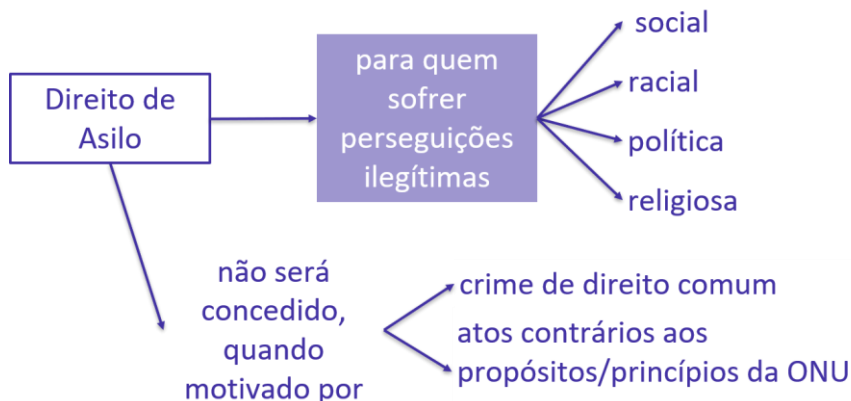 Direito de
Asilo
para quem
sofrer
perseguições
ilegítimas
social
racial
política
religiosa
não será
concedido,
quando
motivado por
crime de direito comum
atos contrários aos
propósitos/princípios da ONU